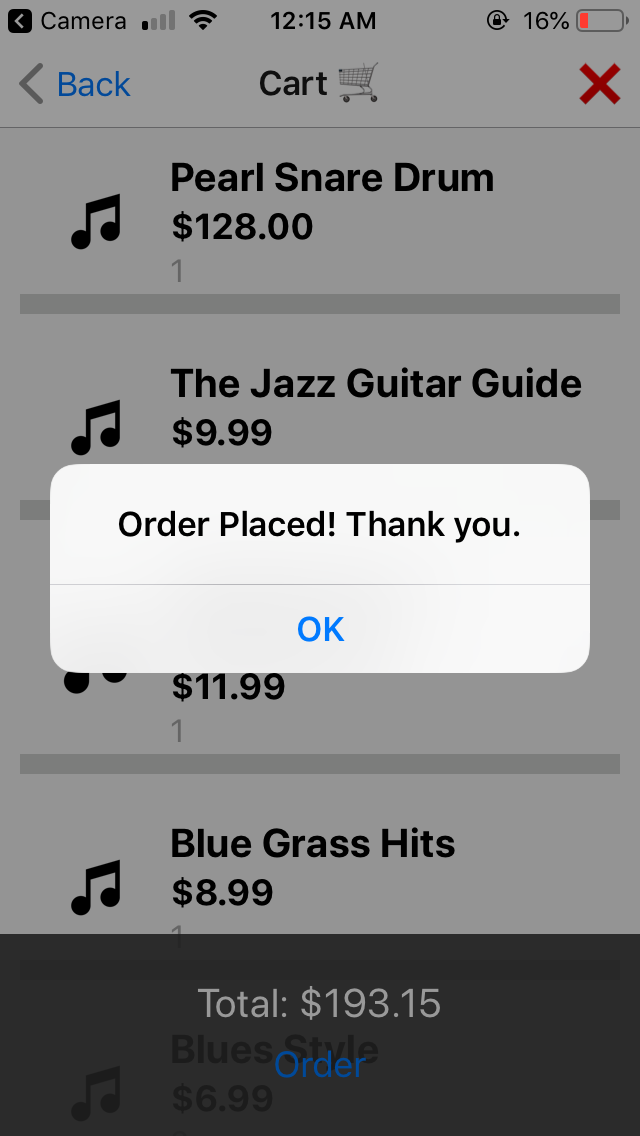 Camera 12:15 AM 16%
Back Cart
Pearl Snare Drum
$128.00
1
The Jazz Guitar Guide
$9.99
Order Placed! Thank you.
OK
$11.99
1
Blue Grass Hits
$8.99
1
Total: $193.15
Blues Style
Order
$6.99